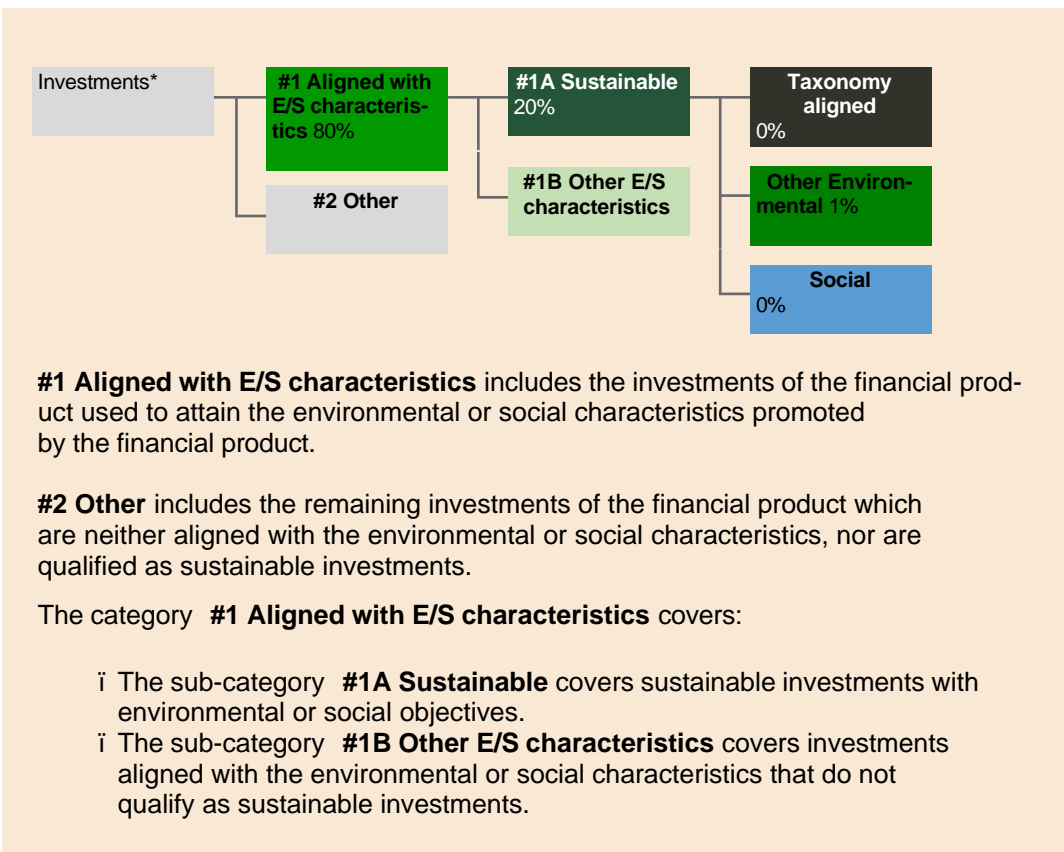 Investments*
#1 Aligned with
E/S characteris-
tics 80%
#2 Other
#1A Sustainable
20%
#1B Other E/S
characteristics
Taxonomy
aligned
0%
Other Environ-
mental 1%
Social
0%
#1 Aligned with E/S characteristics includes the investments of the financial prod-
uct used to attain the environmental or social characteristics promoted
by the financial product.
#2 Other includes the remaining investments of the financial product which
are neither aligned with the environmental or social characteristics, nor are
qualified as sustainable investments.
The category #1 Aligned with E/S characteristics covers:
ï The sub-category #1A Sustainable covers sustainable investments with
environmental or social objectives.
ï The sub-category #1B Other E/S characteristics covers investments
aligned with the environmental or social characteristics that do not
qualify as sustainable investments.